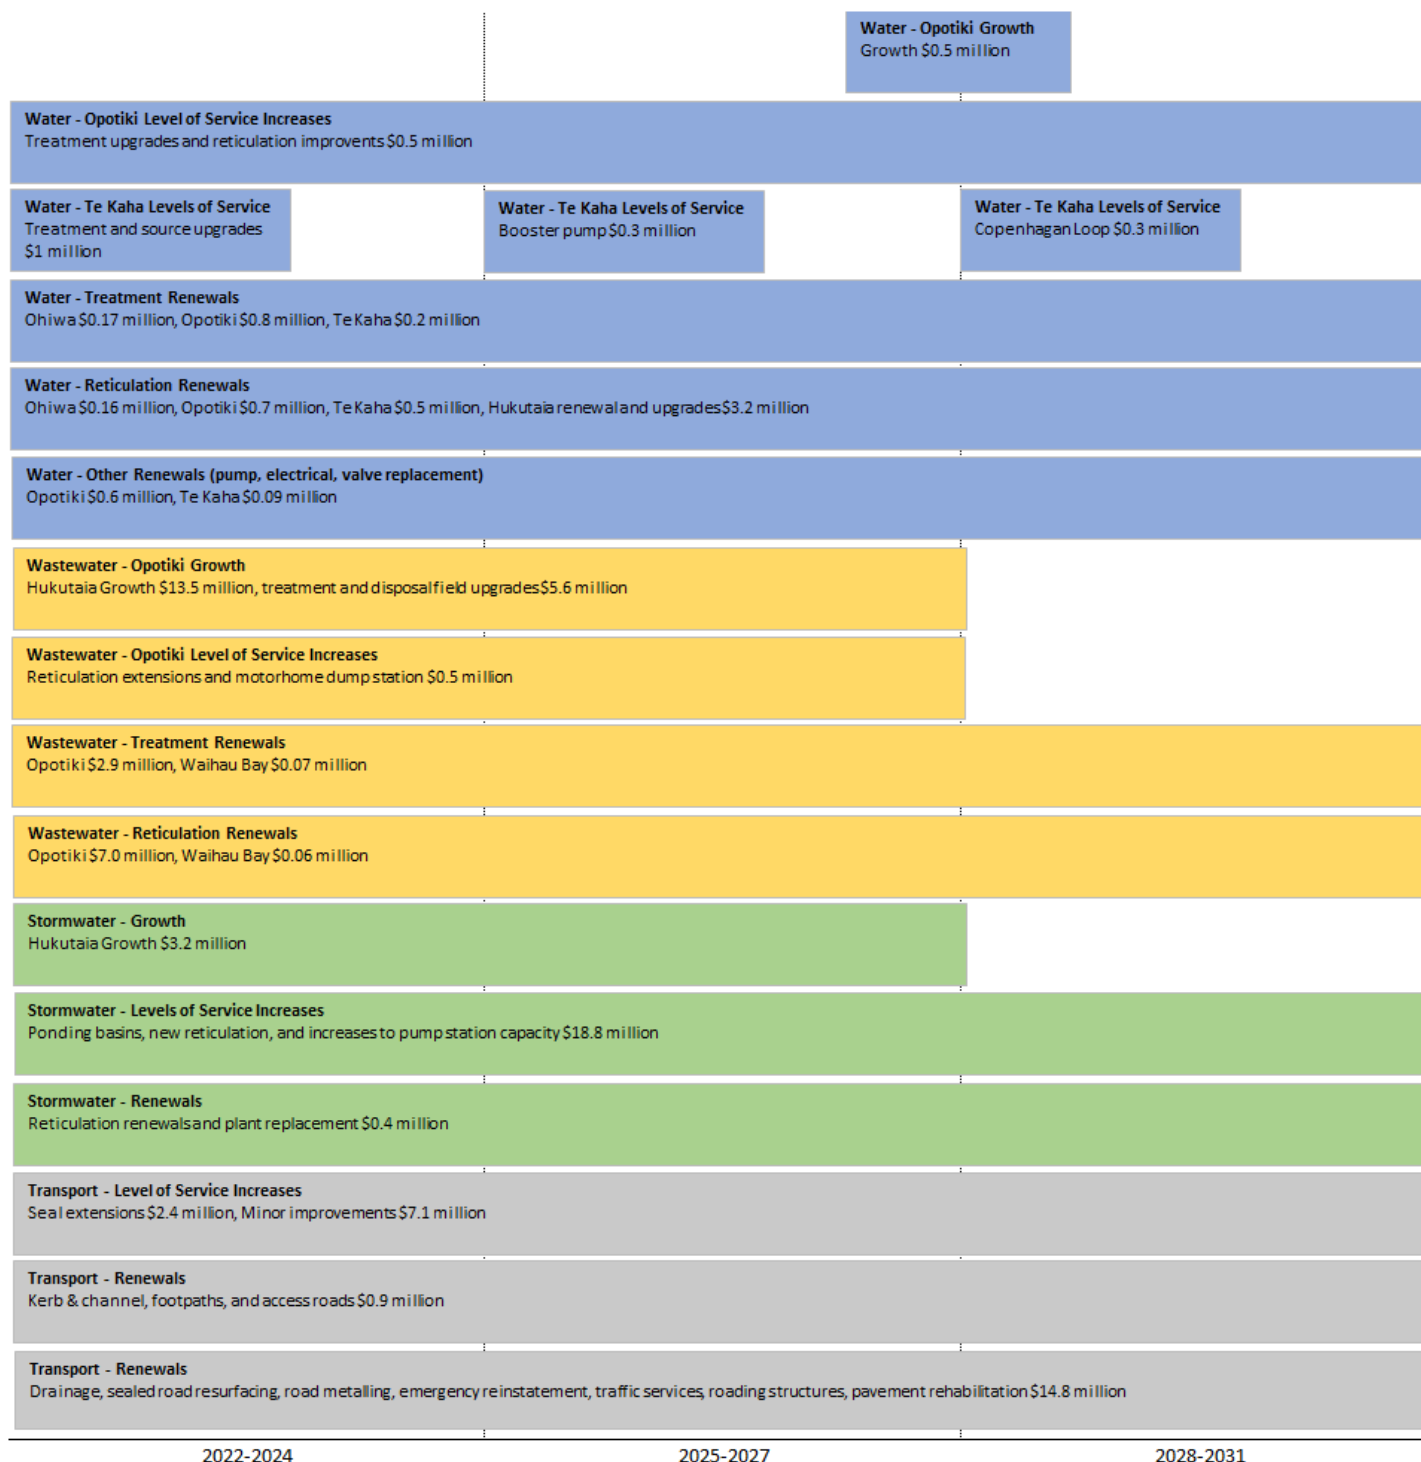 Water - Opotiki Growth
Growth $0.5 million
Water - Opotiki Level of Service Increases
Treatment upgrades and reticulation improvents $0.5 million
Water - Te Kaha Levels of Service
Treatment and source upgrades
$1 million
Water - Te Kaha Levels of Service
Booster pump $0.3 million
Water - Te Kaha Levels of Service
Copenhagan Loop $0.3 million
Water - Treatment Renewals
Ohiwa $0.17 million, Opotiki $0.8 million, Te Kaha $0.2 million
Water - Reticulation Renewals
Ohiwa $0.16 million, Opotiki $0.7 million, Te Kaha $0.5 million, Hukutaia renewal and upgrades $3.2 million
Water - Other Renewals (pump, electrical, valve replacement)
Opotiki $0.6 million, Te Kaha $0.09 million
Wastewater - Opotiki Growth
Hukutaia Growth $13.5 million, treatment and disposal field upgrades $5.6 million
Wastewater - Opotiki Level of Service Increases
Reticulation extensions and motorhome dump station $0.5 million
Wastewater - Treatment Renewals
Opotiki $2.9 million, Waihau Bay $0.07 million
Wastewater - Reticulation Renewals
Opotiki $7.0 million, Waihau Bay $0.06 million
Stormwater - Growth
Hukutaia Growth $3.2 million
Stormwater - Levels of Service Increases
Ponding basins, new reticulation, and increases to pump station capacity $18.8 million
Stormwater - Renewals
Reticulation renewals and plant replacement $0.4 million
Transport - Level of Service Increases
Seal extensions $2.4 million, Minor improvements $7.1 million
Transport - Renewals
Kerb & channel, footpaths, and access roads $0.9 million
Transport - Renewals
Drainage, sealed road resurfacing, road metalling, emergency reinstatement, traffic services, roading structures, pavement rehabilitation $14.8 million
2022-2024
2025-2027
2028-2031